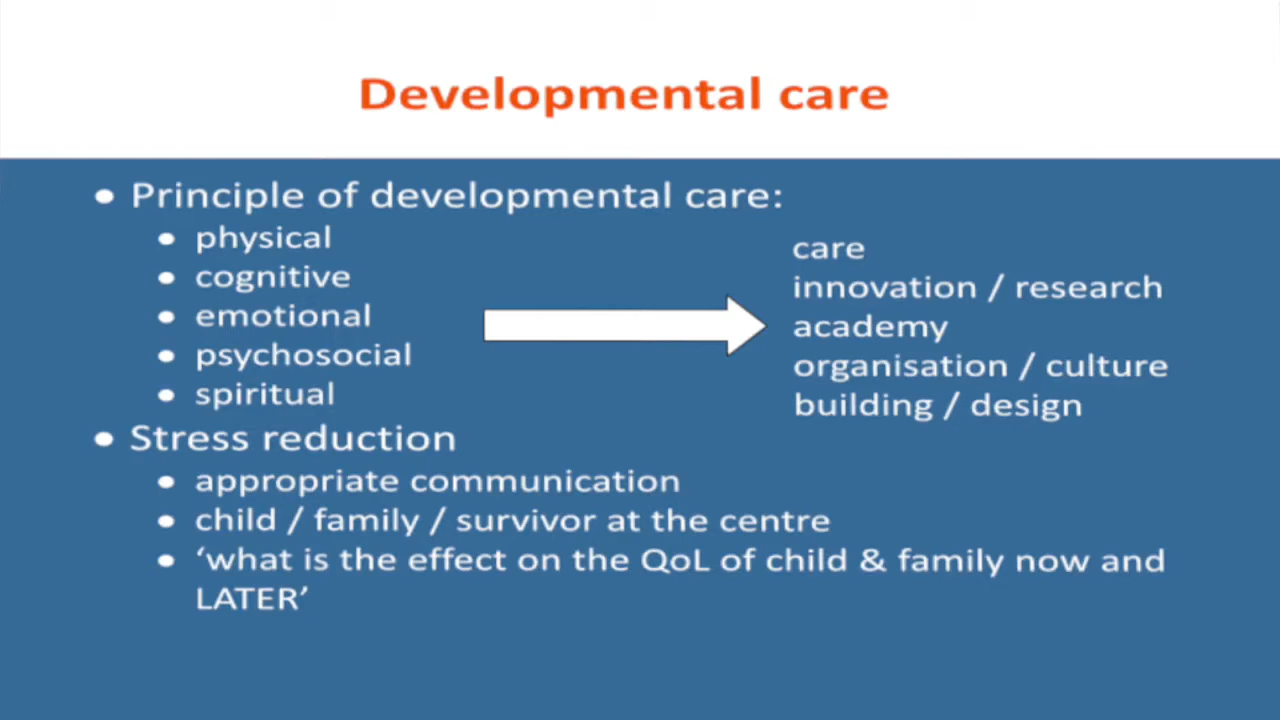 Developmental care
• Principle of developmental care:
• physical
• cognitive
• emotional
• psychosocial
• spiritual
care
innovation / research
academy
organisation / culture
building / design
• Stress reduction
• appropriate communication
• child / family / survivor at the centre
• ‘what is the effect on the QoL of child & family now and
LATER’